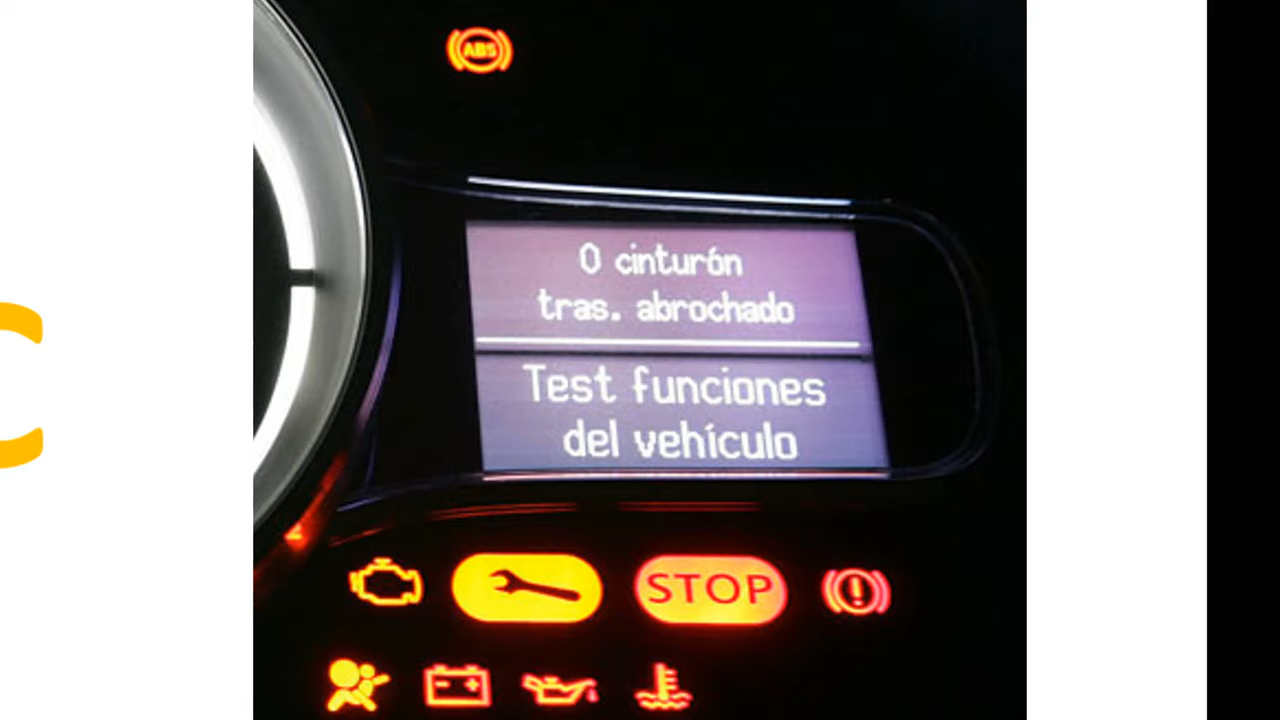 ABS
0 cinturón
tras. abrochado
Test funciones
del vehículo
STOP